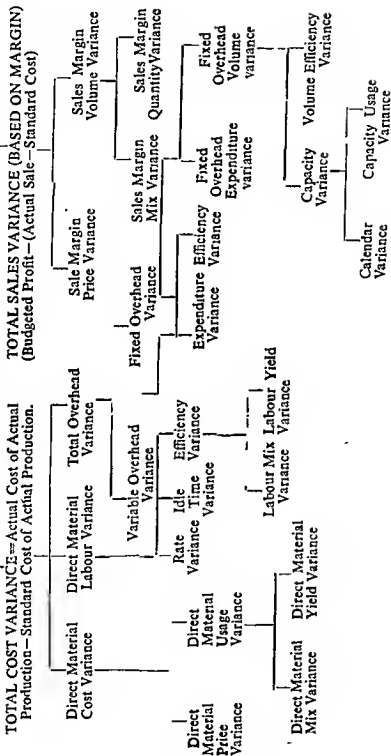 TOTAL COST VARIANCE=Actual Cost of Actual
Production—Standard Cost of Actual Production.
Direct Material
Cost Variance
Direct Material
Labour Variance
Total Overhead
Variance
Variable Overhead
Variance
Direct
Material
Price
Variance
Direct
Material
Usage
Variance
Rate
Variance
Idle
Time
Variance
Efficiency
Variance
Direct Material
Mix Variance
Direct Material
Yield Variance
Labour Mix
Variance
Labour Yield
Variance
TOTAL SALES VARIANCE (BASED ON MARGIN)
(Budgeted Profit—(Actual Sale—Standard Cost)
Sale Margin
Price Variance
Sales Margin
Volume Variance
Sales Margin
Mix Variance
Sales Margin
Quantity Variance
Fixed Overhead
Variance
Expenditure
Variance
Efficiency
Variance
Fixed
Overhead
Expenditure
variance
Fixed
Overhead
Volume
variance
Capacity
Variance
Volume Efficiency
Variance
Calendar
Variance
Capacity Usage
Variance